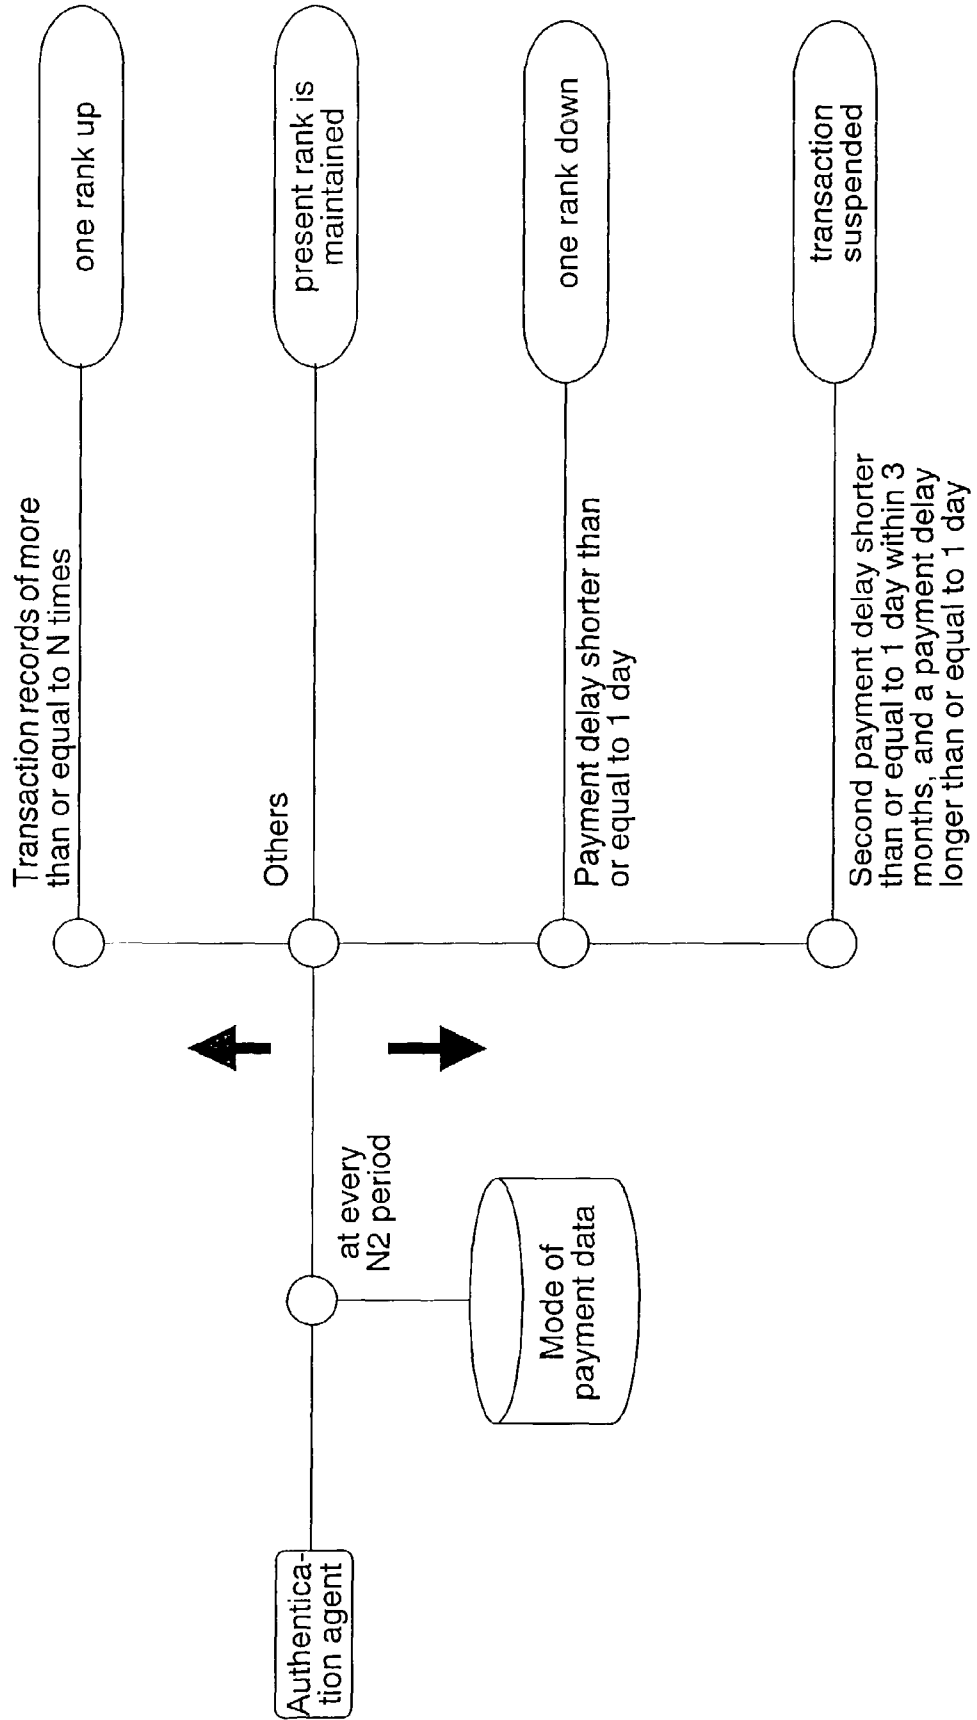 Authentica-
tion agent
at every
N2 period
Mode of
payment data
Transaction records of more
than or equal to N times
one rank up
Others
present rank is
maintained
Payment delay shorter than
or equal to 1 day
one rank down
Second payment delay shorter
than or equal to 1 day within 3
months, and a payment delay
longer than or equal to 1 day
transaction
suspended